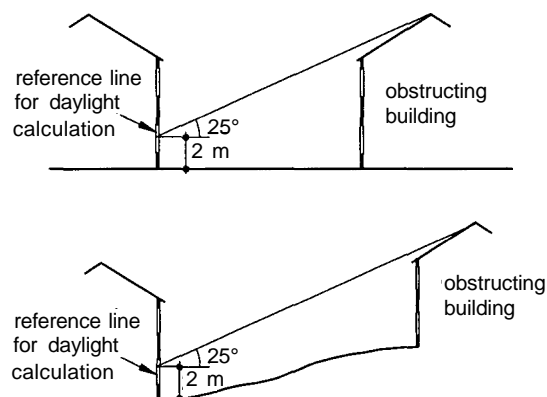 reference line
for daylight
calculation
25°
2 m
obstructing
building
reference line
for daylight
calculation
25°
2 m
obstructing
building